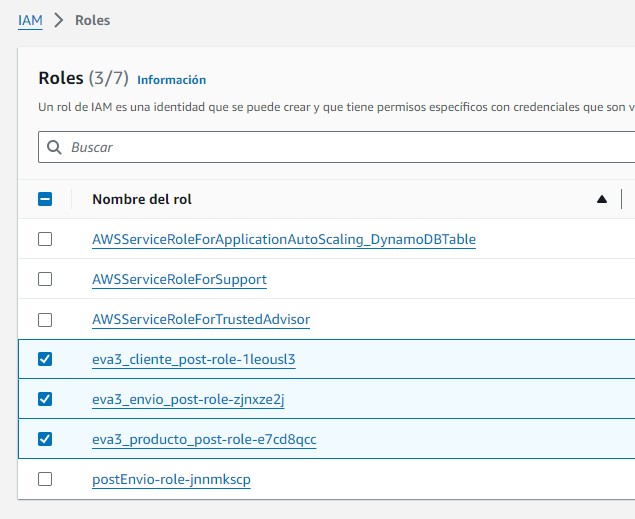 IAM > Roles
Roles (3/7) Información
Un rol de IAM es una identidad que se puede crear y que tiene permisos específicos con credenciales que son v
Buscar
Nombre del rol
AWSServiceRoleForApplicationAutoScaling_DynamoDBTable
AWSServiceRoleForSupport
AWSServiceRoleForTrustedAdvisor
eva3_cliente_post-role-1leousl3
eva3_envio_post-role-zjnxze2j
eva3_producto_post-role-e7cd8qcc
postEnvio-role-jnnmkscp